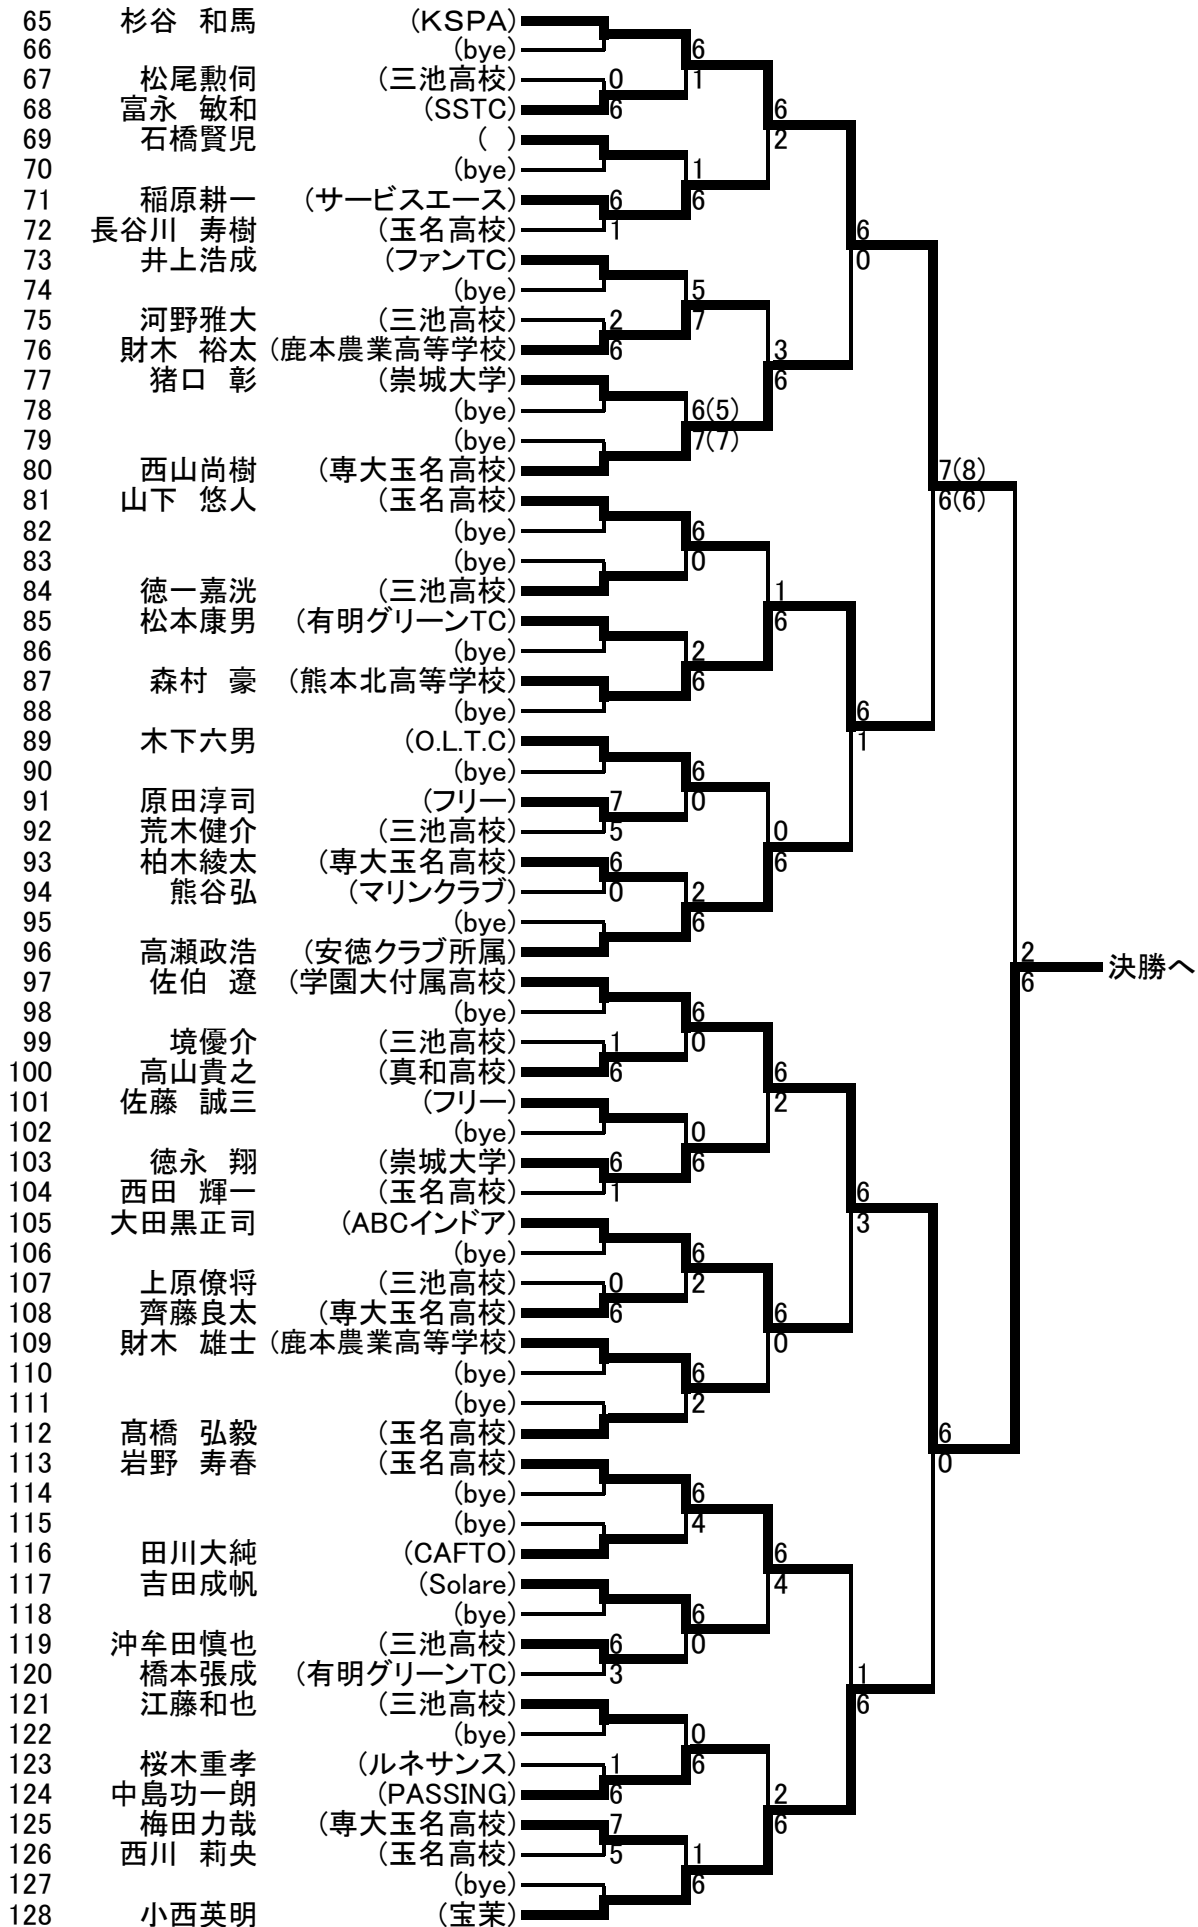 65 杉谷 和馬 (KSPA)
66 (bye) 6
67 松尾勲伺 (三池高校) 0 1
68 富永 敏和 (SSTC) 6 6
69 石橋賢児 ( ) 2
70 (bye) 1
71 稲原耕一 (サービスエース) 6 6
72 長谷川 寿樹 (玉名高校) 1 6
73 井上浩成 (ファンTC) 0
74 (bye) 5
75 河野雅大 (三池高校) 2 7
76 財木 裕太 (鹿本農業高等学校) 6 3
77 猪口 彰 (崇城大学) 6
78 (bye) 6(5)
79 (bye) 7(7)
80 西山尚樹 (専大玉名高校) 7(8)
81 山下 悠人 (玉名高校) 6(6)
82 (bye) 6
83 (bye) 0
84 徳一嘉洸 (三池高校) 1
85 松本康男 (有明グリーンTC) 6
86 (bye) 2
87 森村 豪 (熊本北高等学校) 6
88 (bye) 6
89 木下六男 (O.L.T.C) 1
90 (bye) 6
91 原田淳司 (フリー) 7 0
92 荒木健介 (三池高校) 5 0
93 柏木綾太 (専大玉名高校) 6 6
94 熊谷弘 (マリンクラブ) 0 2
95 (bye) 6
96 高瀬政浩 (安徳クラブ所属) 2 決勝へ
97 佐伯 遼 (学園大付属高校) 6
98 (bye) 6
99 境優介 (三池高校) 1 0
100 高山貴之 (真和高校) 6 6
101 佐藤 誠三 (フリー) 2
102 (bye) 0
103 徳永 翔 (崇城大学) 6 6
104 西田 輝一 (玉名高校) 1 6
105 大田黒正司 (ABCインドア) 3
106 (bye) 6
107 上原僚将 (三池高校) 0 2
108 齊藤良太 (専大玉名高校) 6 6
109 財木 雄士 (鹿本農業高等学校) 0
110 (bye) 6
111 (bye) 2
112 髙橋 弘毅 (玉名高校) 6
113 岩野 寿春 (玉名高校) 0
114 (bye) 6
115 (bye) 4
116 田川大純 (CAFTO) 6
117 吉田成帆 (Solare) 4
118 (bye) 6
119 沖牟田慎也 (三池高校) 6 0
120 橋本張成 (有明グリーンTC) 3 1
121 江藤和也 (三池高校) 6
122 (bye) 0
123 桜木重孝 (ルネサンス) 1 6
124 中島功一朗 (PASSING) 6 2
125 梅田力哉 (専大玉名高校) 7 6
126 西川 莉央 (玉名高校) 5 1
127 (bye) 6
128 小西英明 (宝茉)